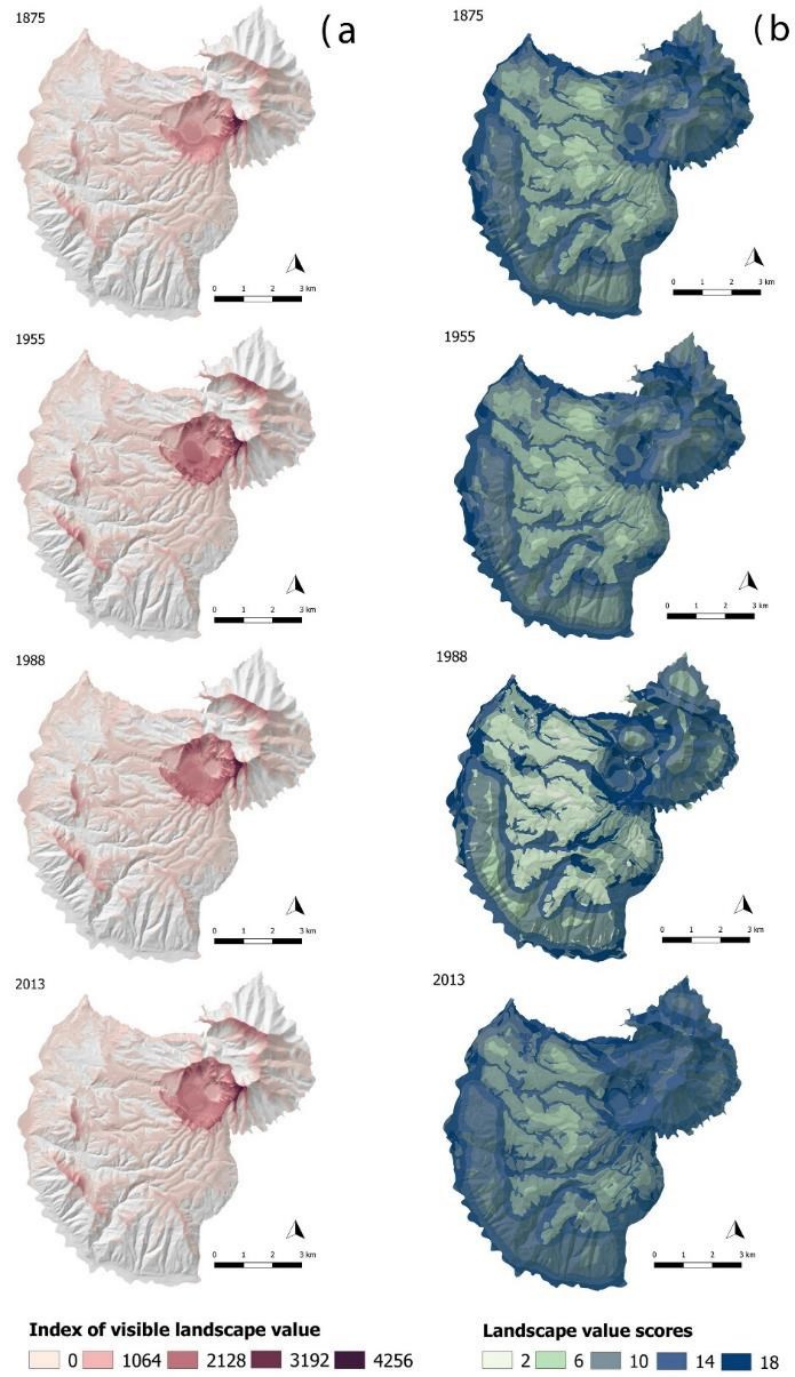 1875
(a
1875
(b
0 1 2 3 km
0 1 2 3 km
1955
1955
0 1 2 3 km
0 1 2 3 km
1988
1988
0 1 2 3 km
0 1 2 3 km
2013
2013
0 1 2 3 km
0 1 2 3 km
Index of visible landscape value
0 1064 2128 3192 4256
Landscape value scores
2 6 10 14 18